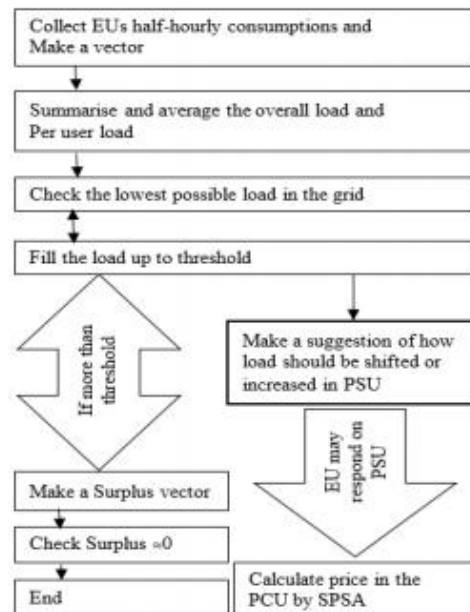 Collect EUs half-hourly consumptions and
Make a vector
Summarise and average the overall load and
Per user load
Check the lowest possible load in the grid
Fill the load up to threshold
If more than
threshold
Make a suggestion of how
load should be shifted or
increased in PSU
EU may
respond on
PSU
Make a Surplus vector
Check Surplus ≈0
End
Calculate price in the
PCU by SPSA